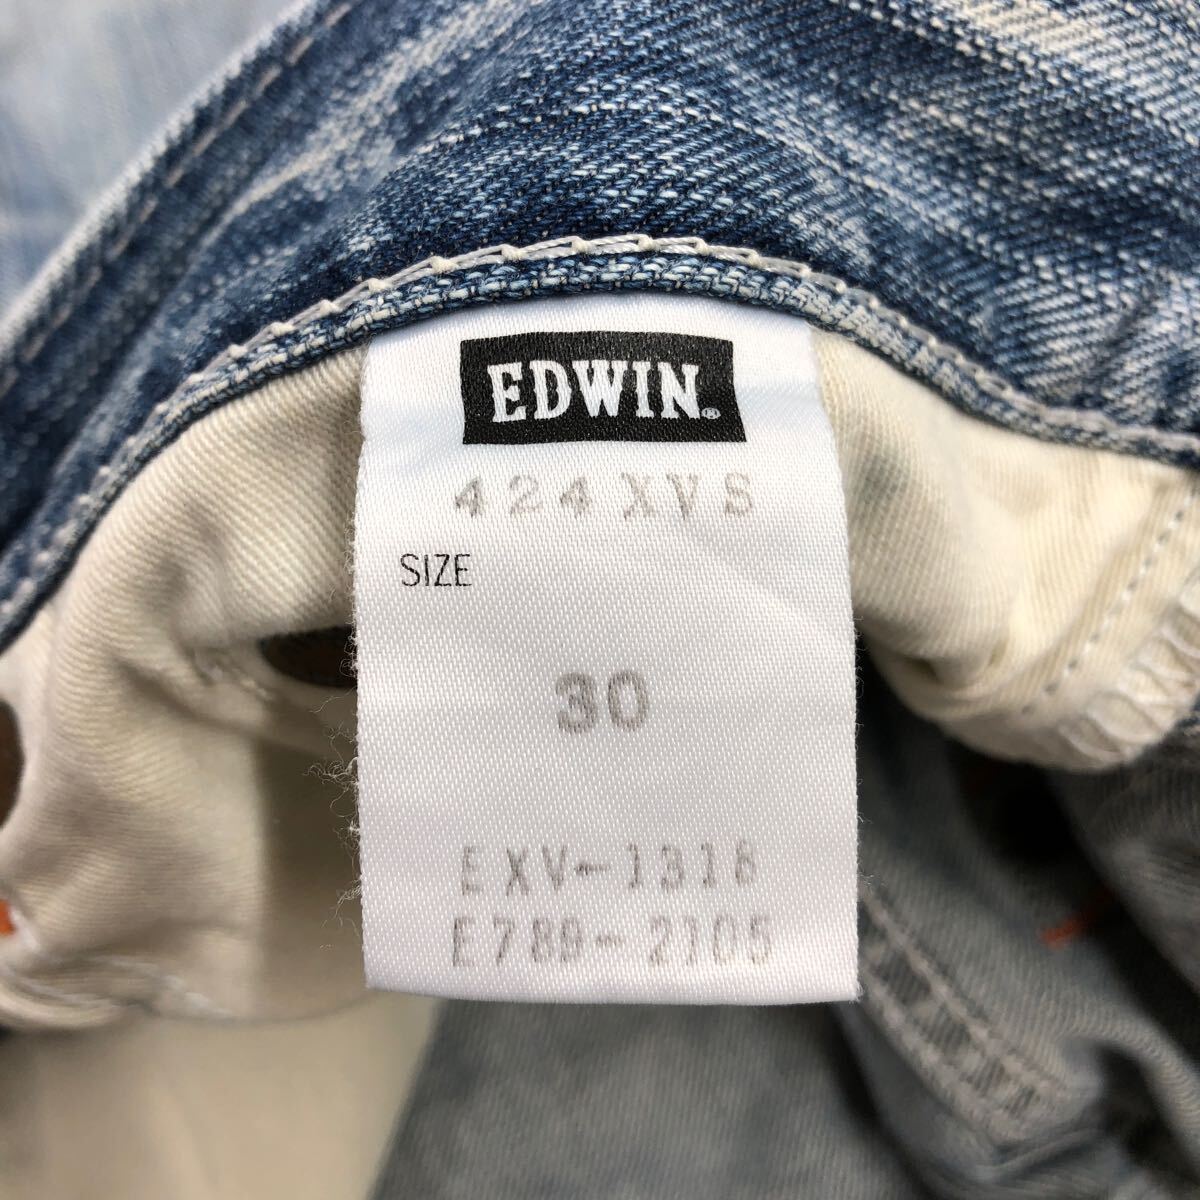 EDWIN®
424XVS
SIZE
30
EXV-1316
E789-2105